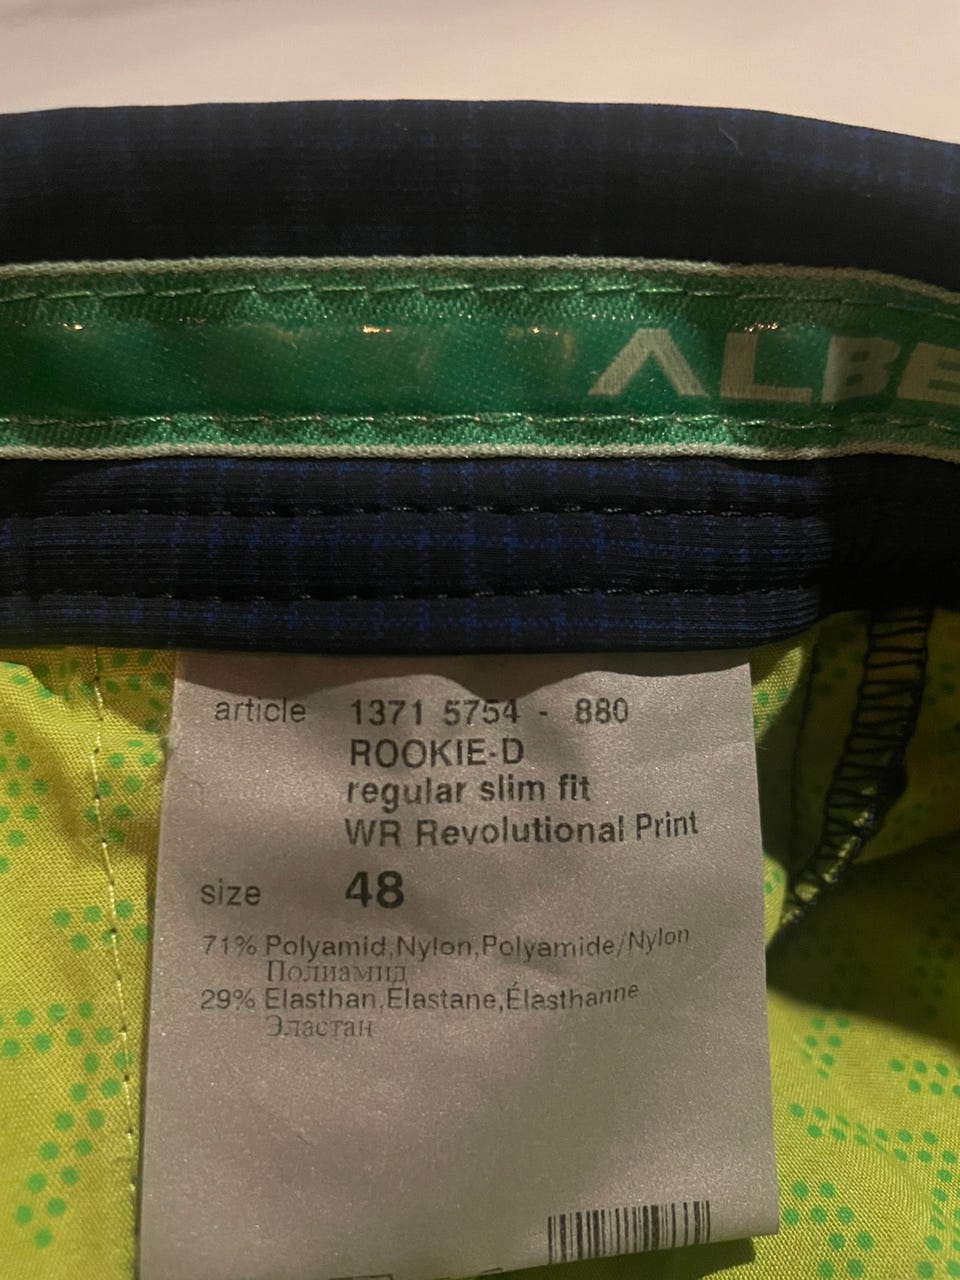 ALBE
article 1371 5754 - 880
ROOKIE-D
regular slim fit
WR Revolutional Print
size 48
71% Polyamid,Nylon,Polyamide/Nylon
Полиамид
29% Elasthan,Elastane,Élasthanne
Эластан